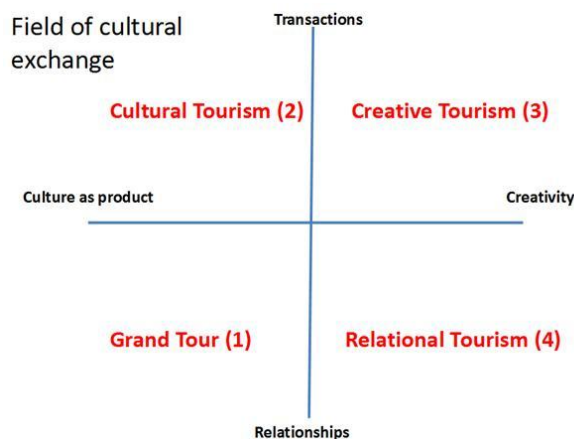 Field of cultural
exchange
Transactions
Cultural Tourism (2)
Creative Tourism (3)
Culture as product
Creativity
Grand Tour (1)
Relational Tourism (4)
Relationships